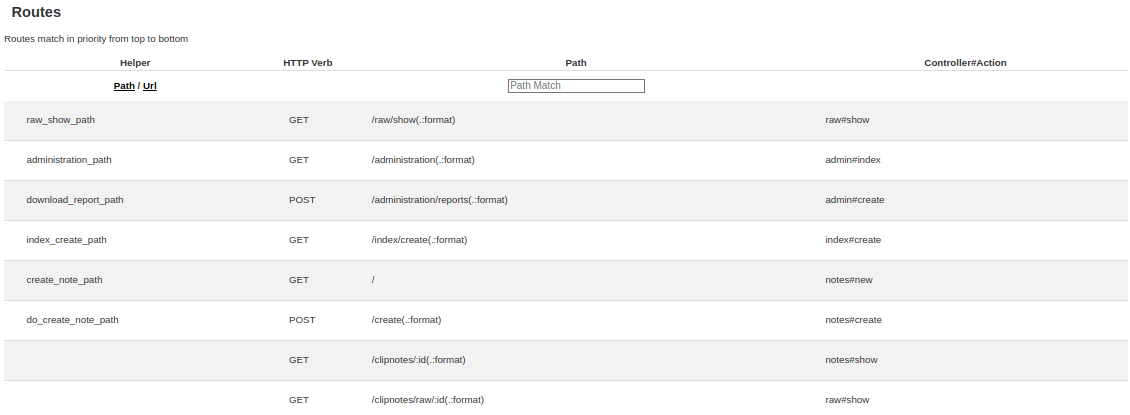 Routes
Routes match in priority from top to bottom
Helper HTTP Verb Path Controller#Action
Path / Url Path Match
raw_show_path GET /raw/show(.:format) raw#show
administration_path GET /administration(.:format) admin#index
download_report_path POST /administration/reports(.:format) admin#create
index_create_path GET /index/create(.:format) index#create
create_note_path GET / notes#new
do_create_note_path POST /create(.:format) notes#create
GET /clipnotes/:id(.:format) notes#show
GET /clipnotes/raw/:id(.:format) raw#show